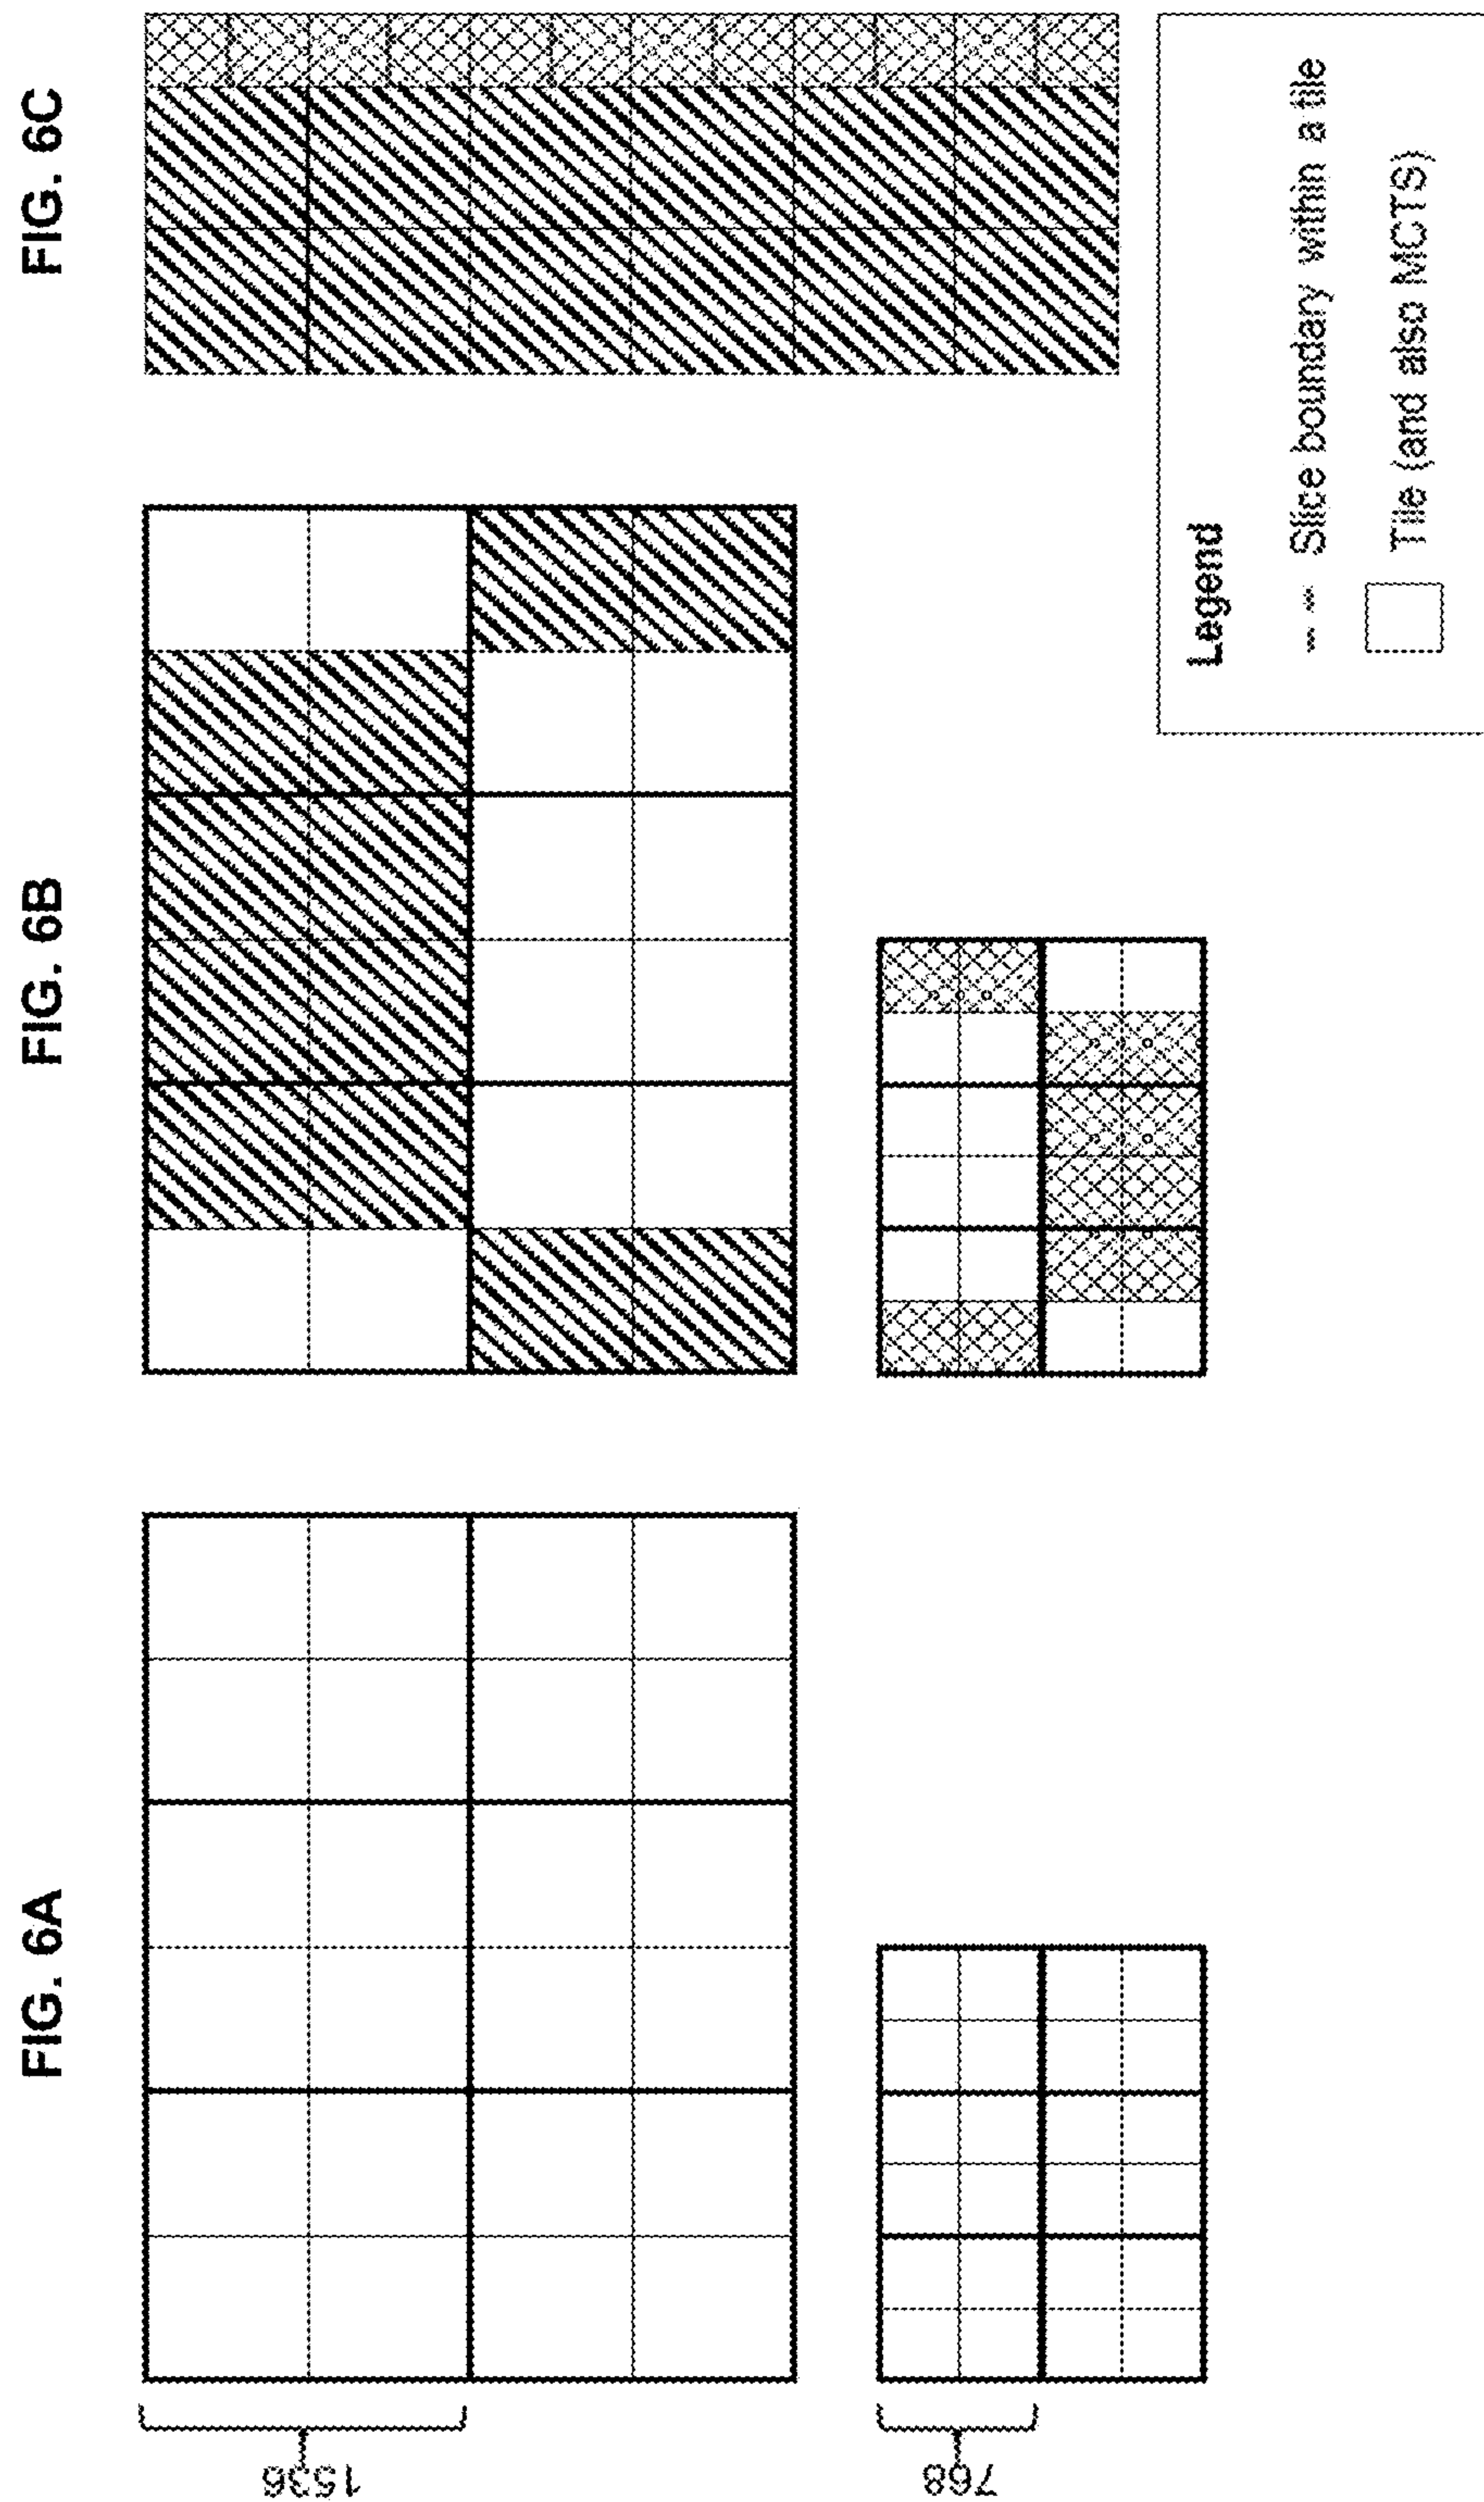 FIG. 6A
FIG. 6B
FIG. 6C
1536
768
Legend
Slice boundary within a tile
Tile (and also MCTS)